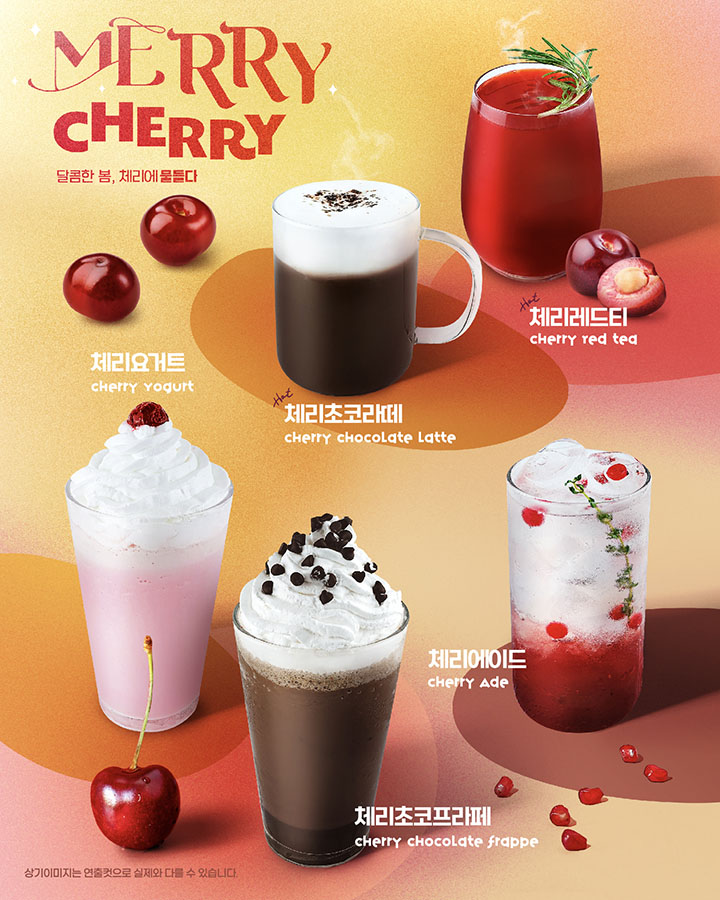 MERRY
CHERRY
달콤한 봄, 체리에 물들다
Hot
체리레드티
cherry red tea
체리요거트
cherry yogurt
Hot
체리초코라떼
cherry chocolate latte
체리에이드
cherry Ade
체리초코프라페
cherry chocolate frappe
상기이미지는 연출컷으로 실제와 다를 수 있습니다.